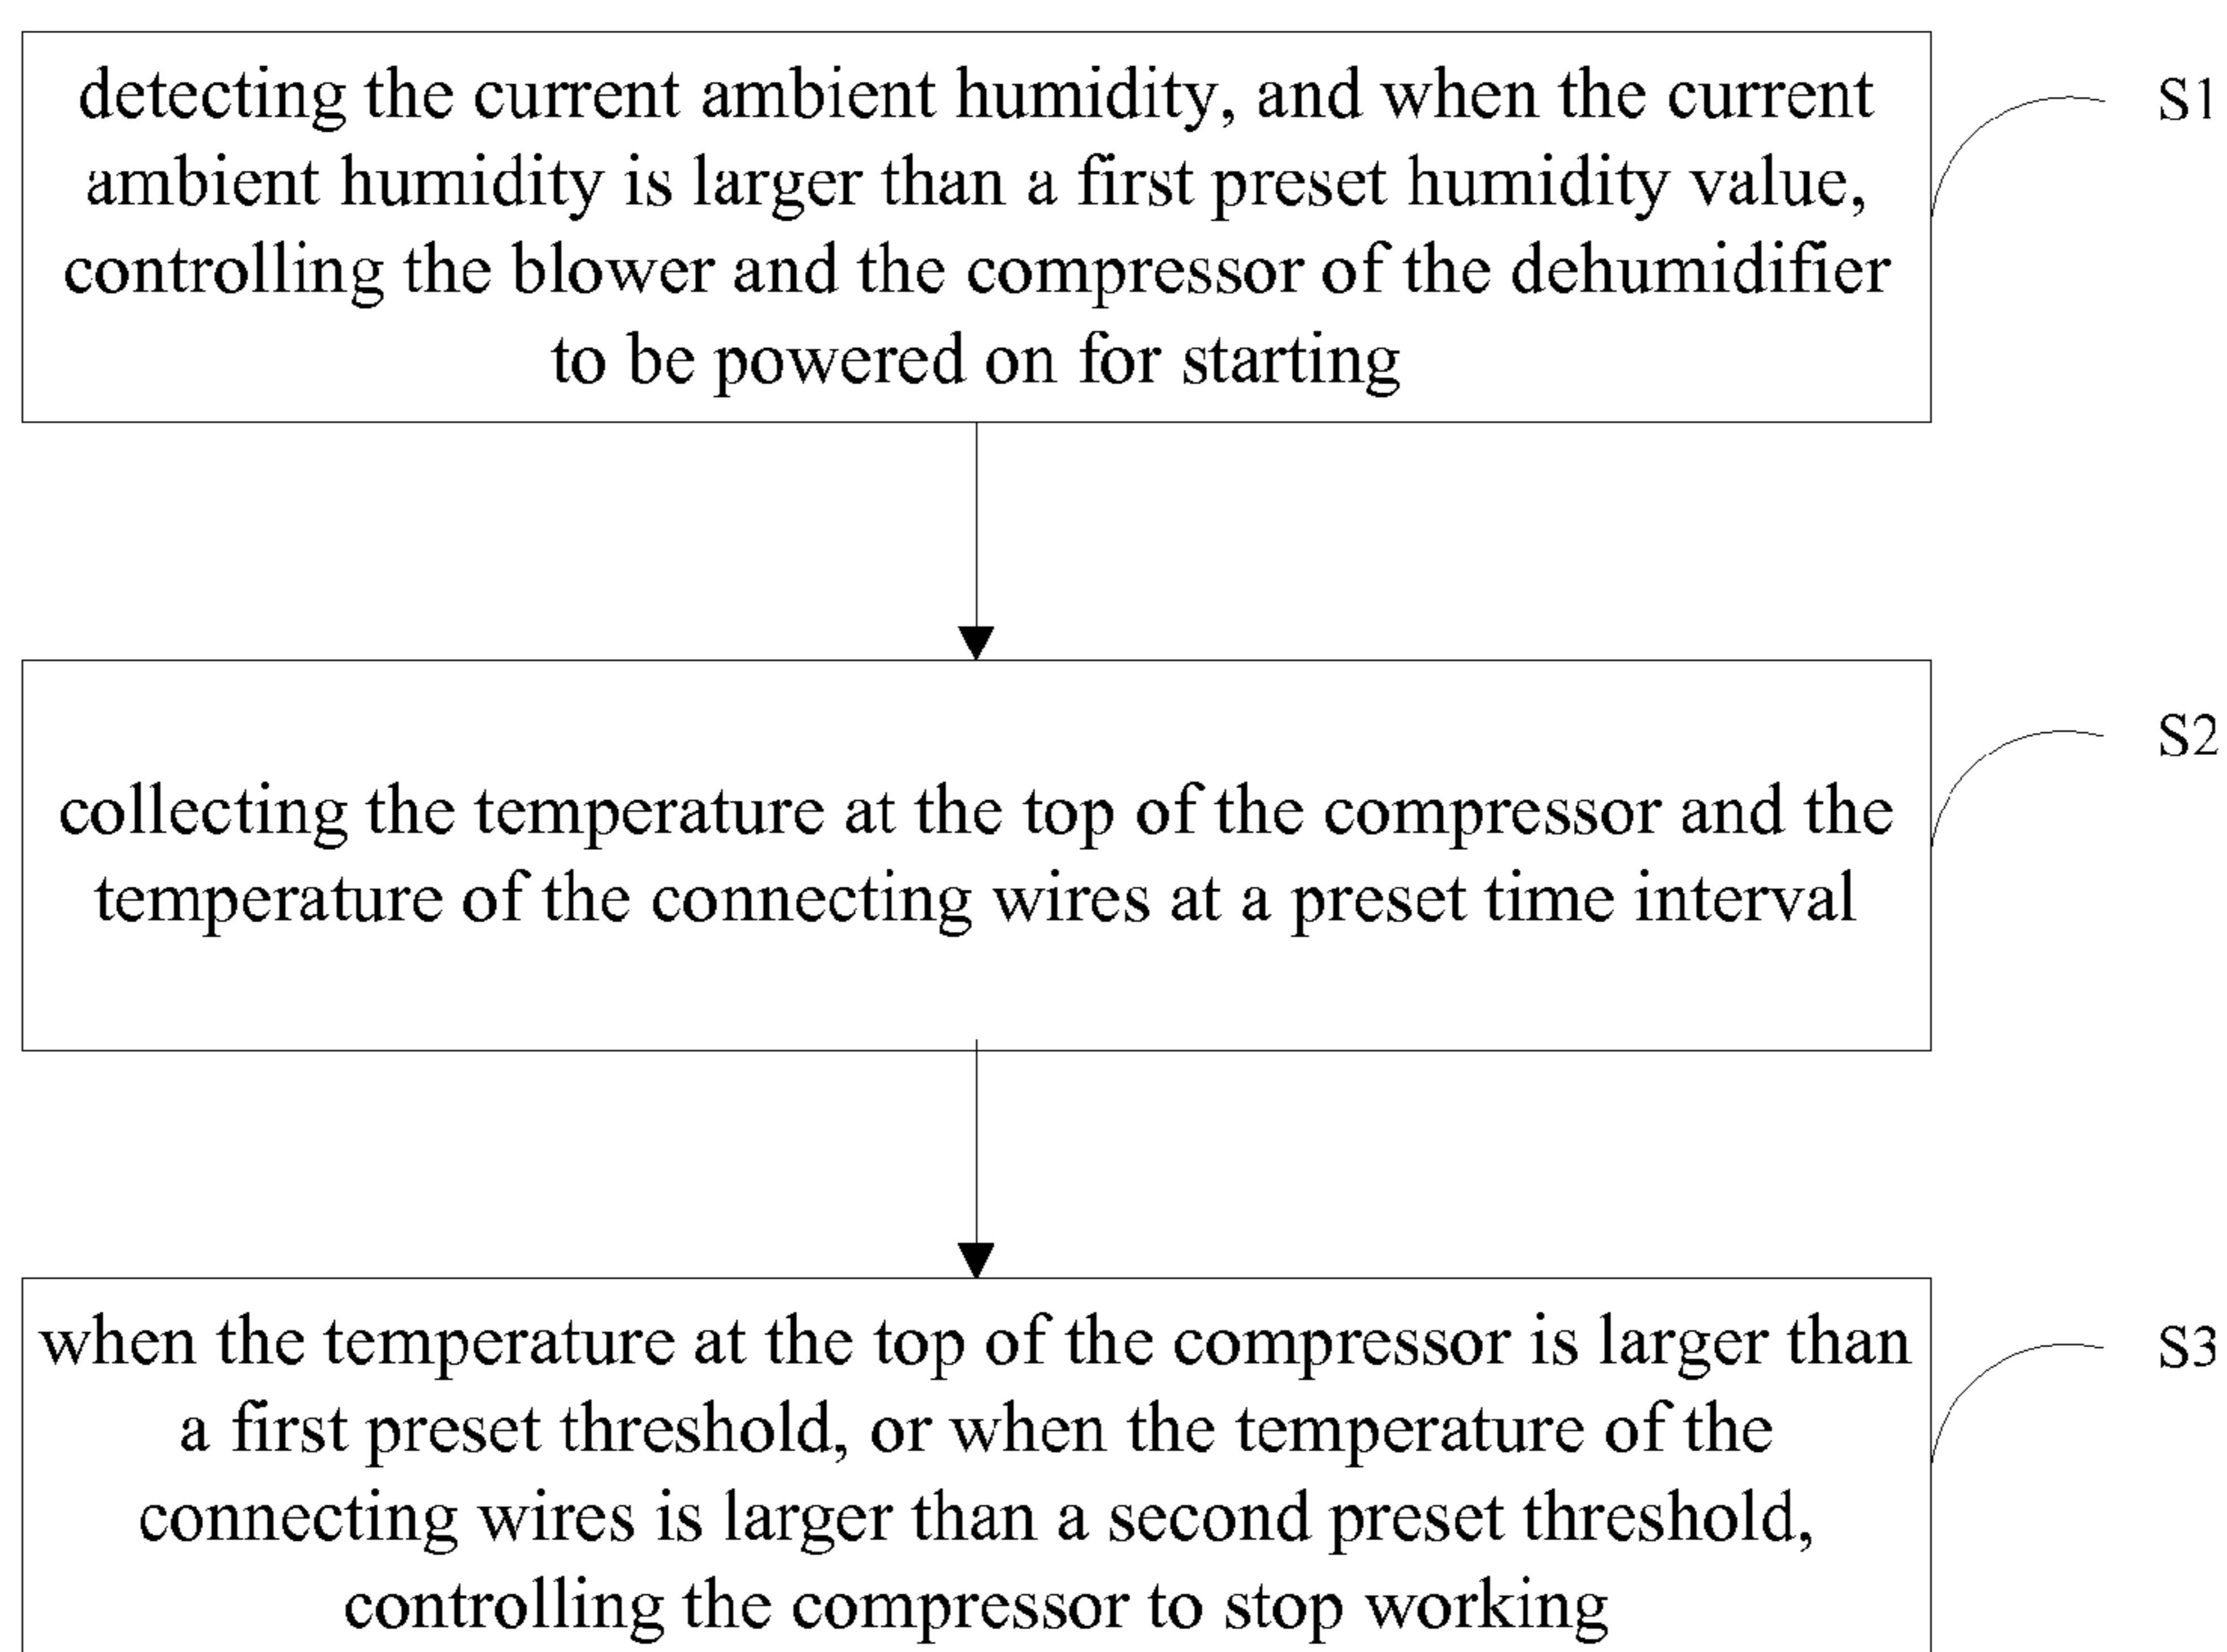 detecting the current ambient humidity, and when the current
ambient humidity is larger than a first preset humidity value,
controlling the blower and the compressor of the dehumidifier
to be powered on for starting
S1
collecting the temperature at the top of the compressor and the
temperature of the connecting wires at a preset time interval
S2
when the temperature at the top of the compressor is larger than
a first preset threshold, or when the temperature of the
connecting wires is larger than a second preset threshold,
controlling the compressor to stop working
S3